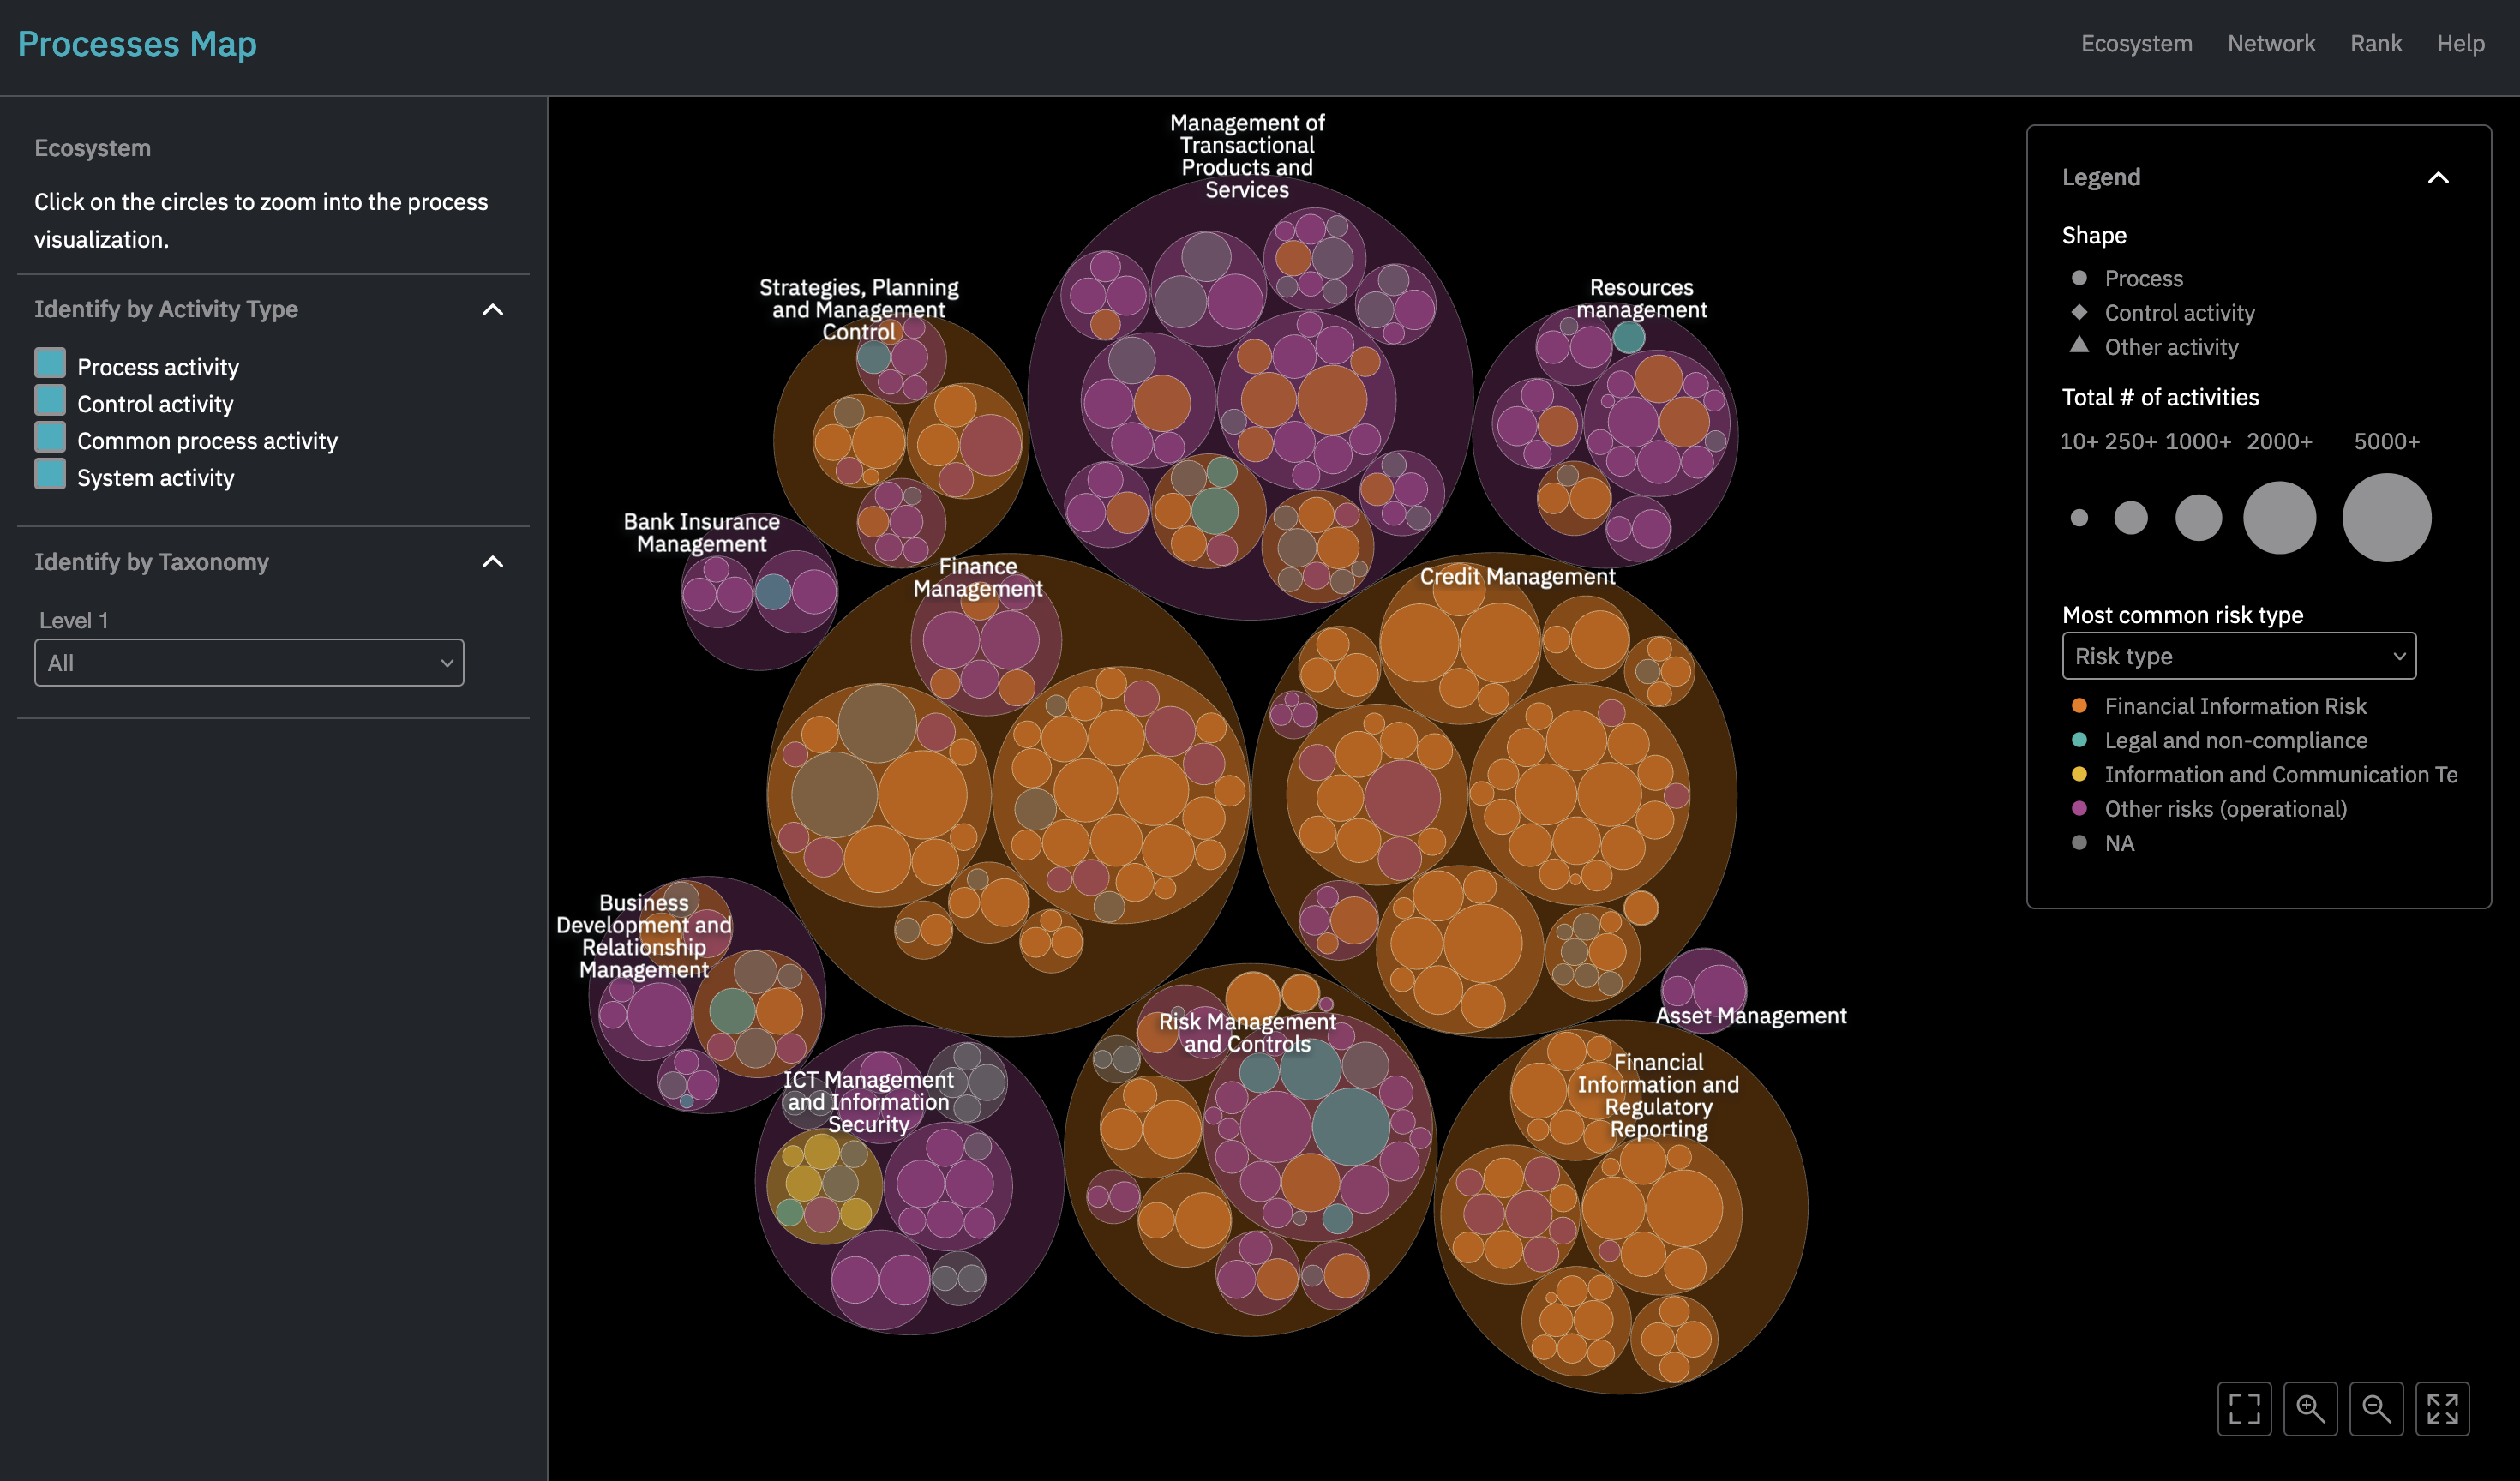 Processes Map
Ecosystem
Network
Rank
Help
Ecosystem
Click on the circles to zoom into the process
visualization.
Identify by Activity Type
Process activity
Control activity
Common process activity
System activity
Identify by Taxonomy
Level 1
All
Management of
Transactional
Products and
Services
Strategies, Planning
and Management
Control
Resources
management
Bank Insurance
Management
Finance
Management
Credit Management
Business
Development and
Relationship
Management
Asset Management
Risk Management
and Controls
ICT Management
and Information
Security
Financial
Information and
Regulatory
Reporting
Legend
Shape
Process
Control activity
Other activity
Total # of activities
10+ 250+ 1000+ 2000+ 5000+
Most common risk type
Risk type
Financial Information Risk
Legal and non-compliance
Information and Communication Te
Other risks (operational)
NA